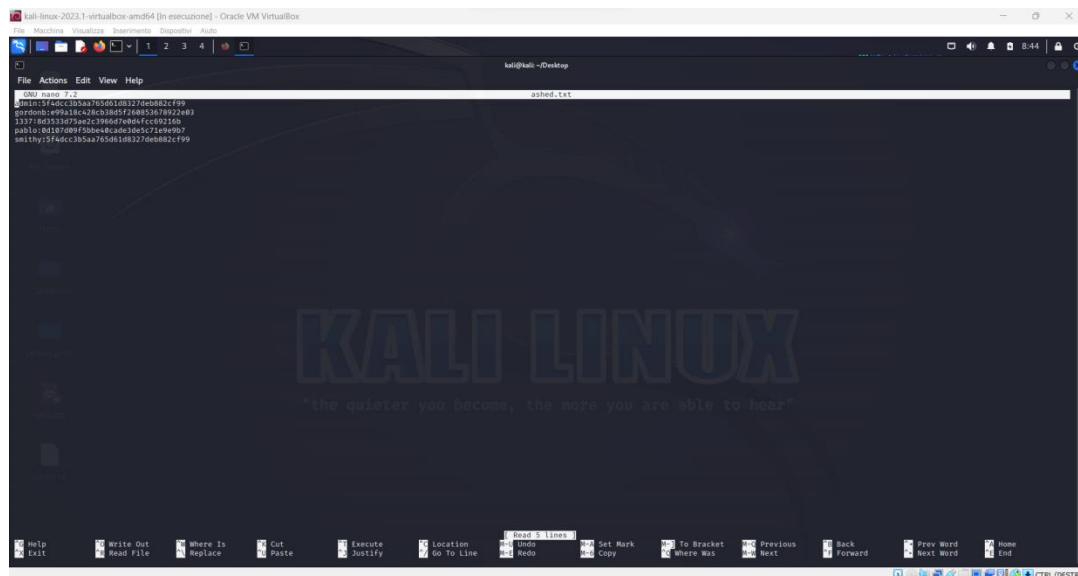 kali-linux-2023.1-virtualbox-amd64 [In esecuzione] - Oracle VM VirtualBox
File Macchina Visualizza Inserimento Dispositivi Aiuto
1 2 3 4
8:44
kali@kali: ~/Desktop
File Actions Edit View Help
GNU nano 7.2 ashed.txt
admin:5f4dcc3b5aa765d61d8327deb882cf99
gordonb:e99a18c428cb38d5f260853678922e03
1337:8d3533d75ae2c3966d7e0d4fcc69216b
pablo:0d107d09f5bbe40cade3de5c71e9e9b7
smithy:5f4dcc3b5aa765d61d8327deb882cf99
KALI LINUX
"the quieter you become, the more you are able to hear"
[ Read 5 lines ]
^G Help ^O Write Out ^W Where Is ^K Cut ^T Execute ^C Location M-U Undo M-A Set Mark M-] To Bracket M-Q Previous ^B Back ^◂ Prev Word ^A Home
^X Exit ^R Read File ^\ Replace ^U Paste ^J Justify ^/ Go To Line M-E Redo M-6 Copy ^Q Where Was M-W Next ^F Forward ^▸ Next Word ^E End